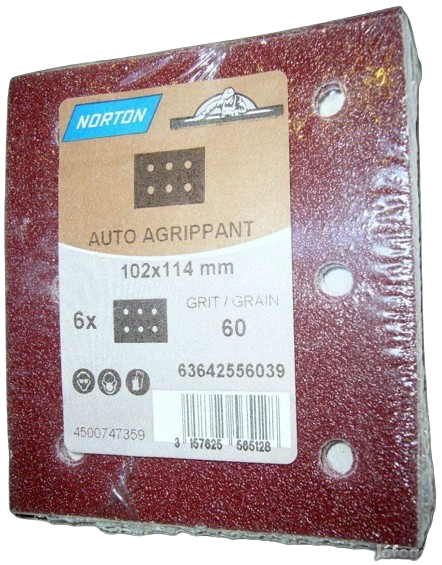 NORTON
AUTO AGRIPPANT
102x114 mm
6x
GRIT / GRAIN
60
63642556039
4500747359
3 157625 565128